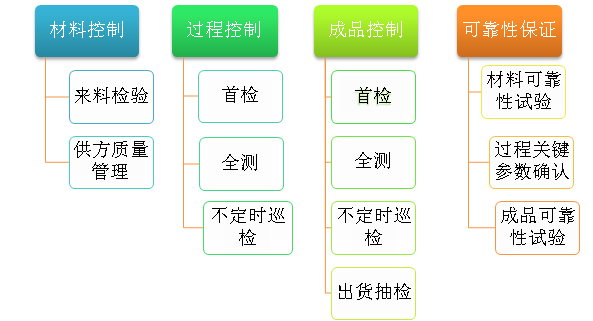 材料控制
来料检验
供方质量
管理
过程控制
首检
全测
不定时巡
检
成品控制
首检
全测
不定时巡
检
出货抽检
可靠性保证
材料可靠
性试验
过程关键
参数确认
成品可靠
性试验